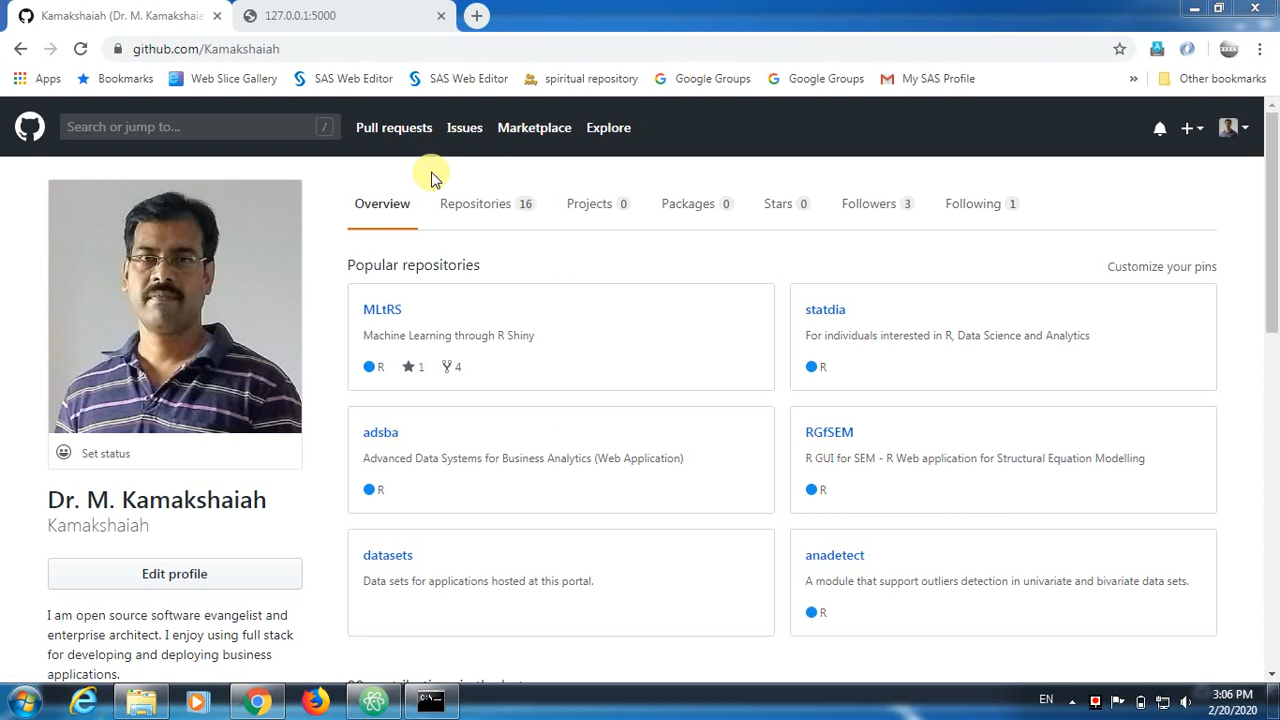 Kamakshaiah (Dr. M. Kamakshaia
127.0.0.1:5000
github.com/Kamakshaiah
Apps
Bookmarks
Web Slice Gallery
SAS Web Editor
SAS Web Editor
spiritual repository
Google Groups
Google Groups
My SAS Profile
»
Other bookmarks
Search or jump to...
/
Pull requests
Issues
Marketplace
Explore
Overview
Repositories 16
Projects 0
Packages 0
Stars 0
Followers 3
Following 1
Popular repositories
Customize your pins
MLtRS
Machine Learning through R Shiny
R 1 4
statdia
For individuals interested in R, Data Science and Analytics
R
adsba
Advanced Data Systems for Business Analytics (Web Application)
R
RGfSEM
R GUI for SEM - R Web application for Structural Equation Modelling
R
datasets
Data sets for applications hosted at this portal.
anadetect
A module that support outliers detection in univariate and bivariate data sets.
R
Set status
Dr. M. Kamakshaiah
Kamakshaiah
Edit profile
I am open source software evangelist and
enterprise architect. I enjoy using full stack
for developing and deploying business
applications.
EN
3:06 PM
2/20/2020